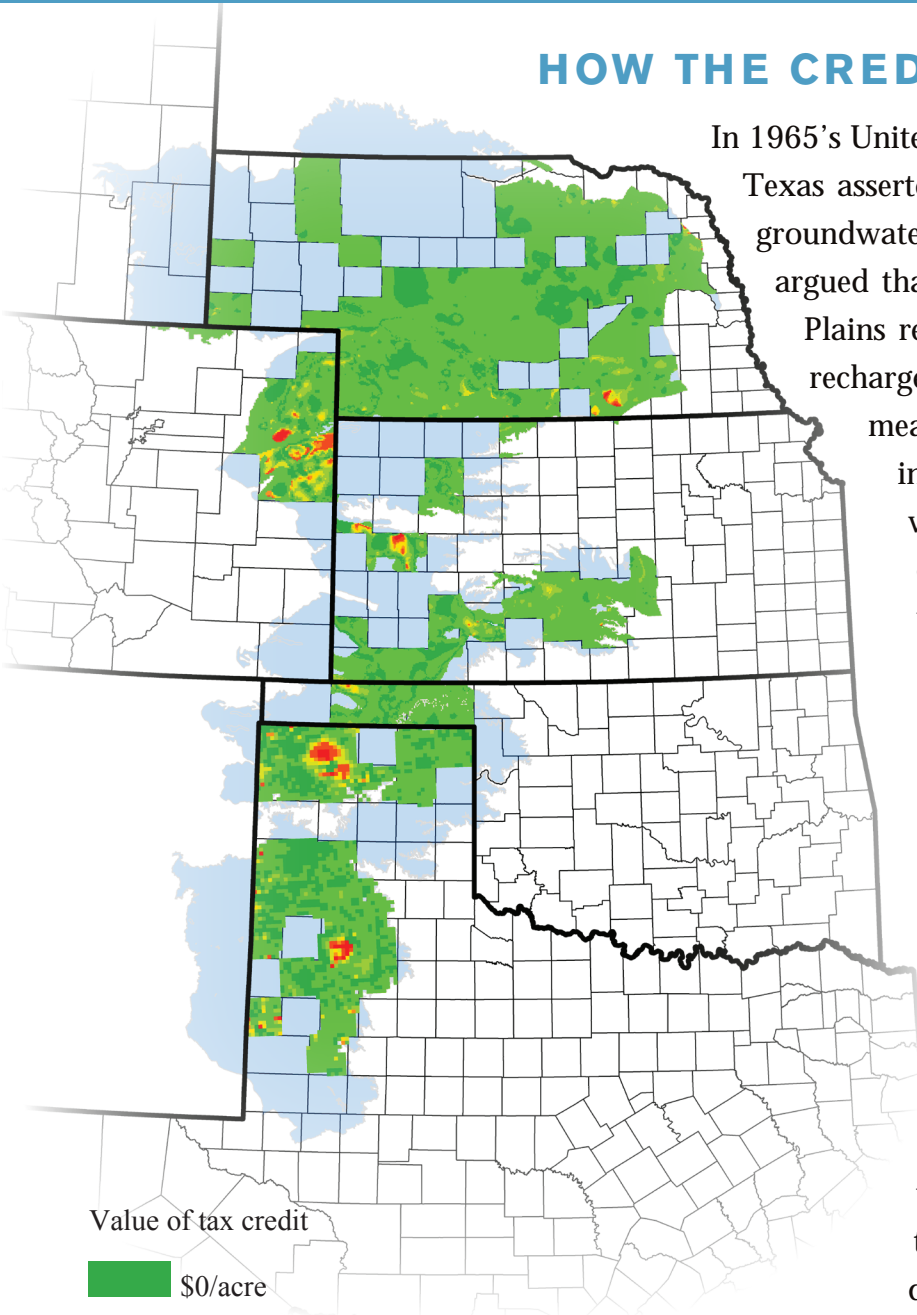 HOW THE CRED
In 1965's Unite
Texas asserte
groundwate
argued tha
Plains re
recharge
mea
in
Value of tax credit
$0/acre